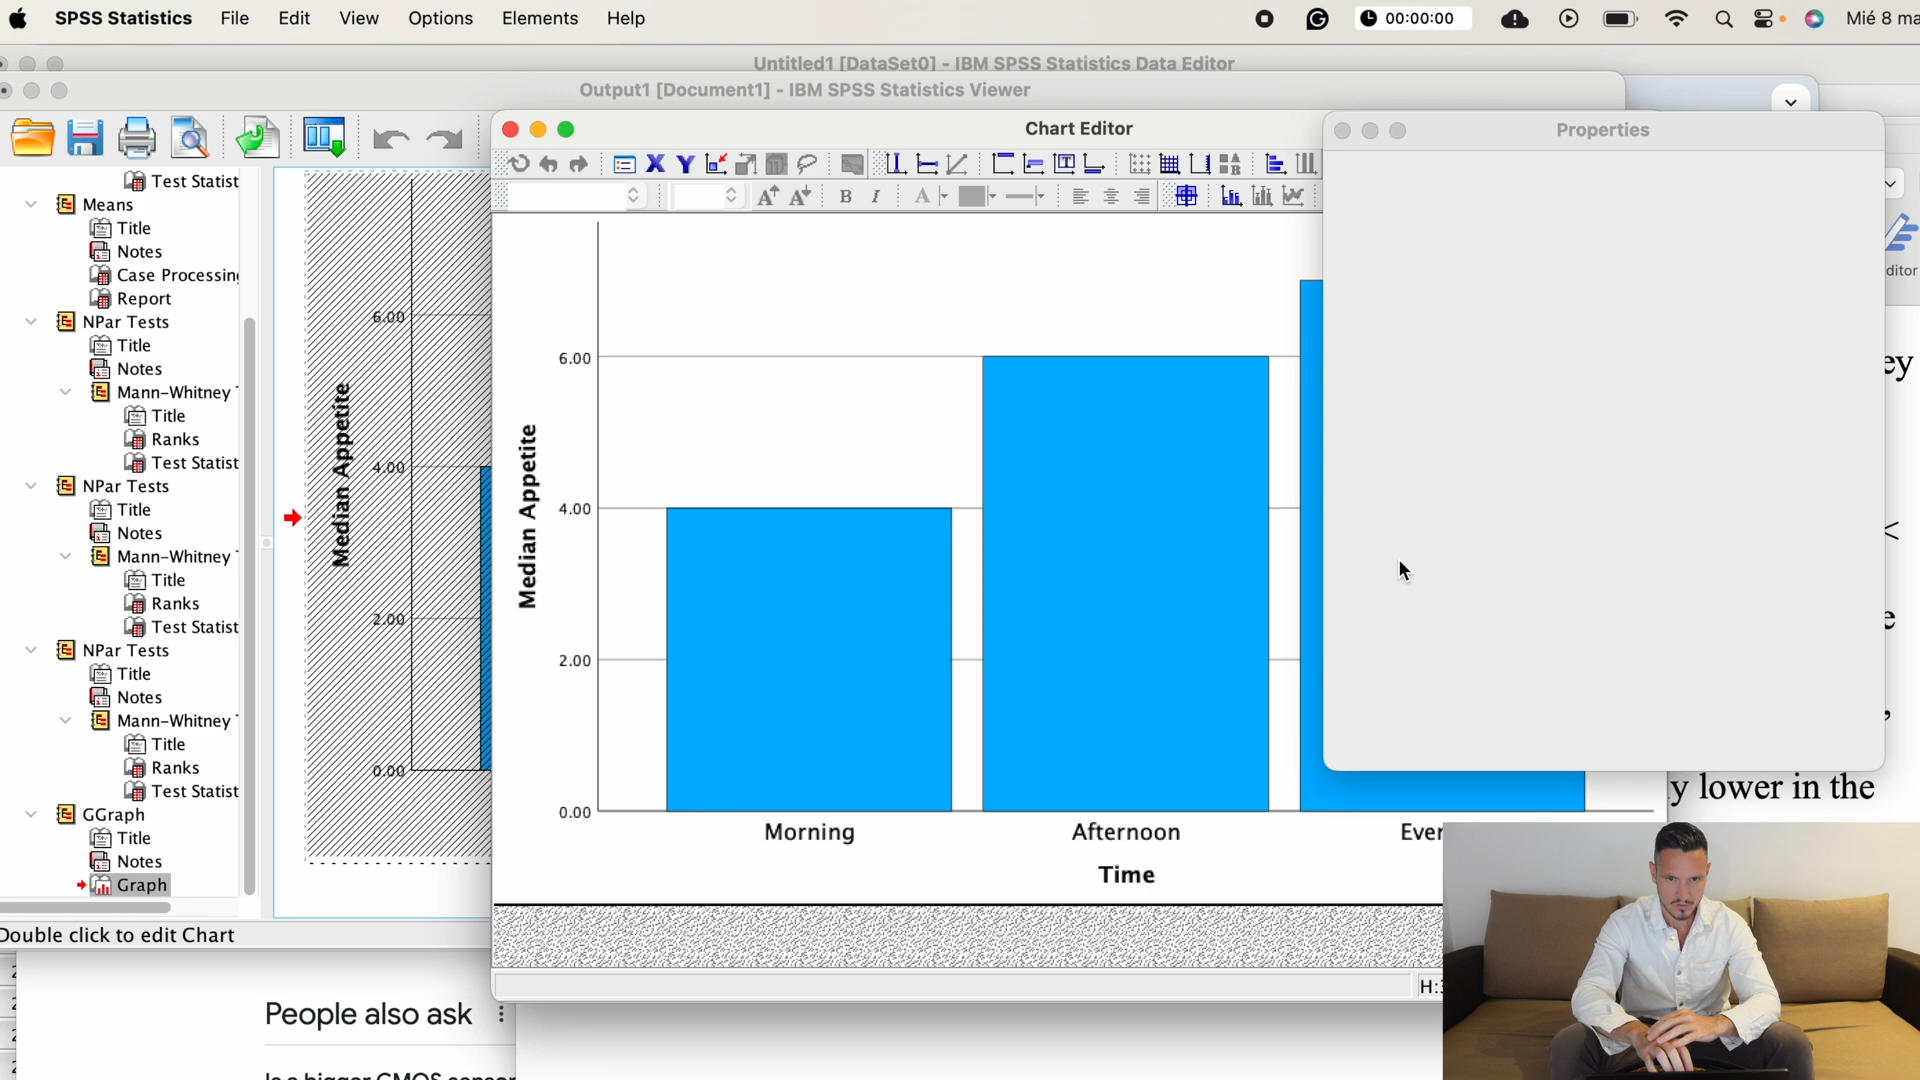 SPSS Statistics File Edit View Options Elements Help 00:00:00 Mié 8 ma
Untitled1 [DataSet0] - IBM SPSS Statistics Data Editor
Output1 [Document1] - IBM SPSS Statistics Viewer
Chart Editor
Properties
Test Statist
Means
Title
Notes
Case Processin
Report
NPar Tests
Title
Notes
Mann-Whitney
Title
Ranks
Test Statist
NPar Tests
Title
Notes
Mann-Whitney
Title
Ranks
Test Statist
NPar Tests
Title
Notes
Mann-Whitney
Title
Ranks
Test Statist
GGraph
Title
Notes
Graph
Double click to edit Chart
Median Appetite
6.00
4.00
2.00
0.00
X Y
B I A
Median Appetite
6.00
4.00
2.00
0.00
Morning Afternoon Ever
Time
H:
ditor
ey
<
e
,
y lower in the
People also ask